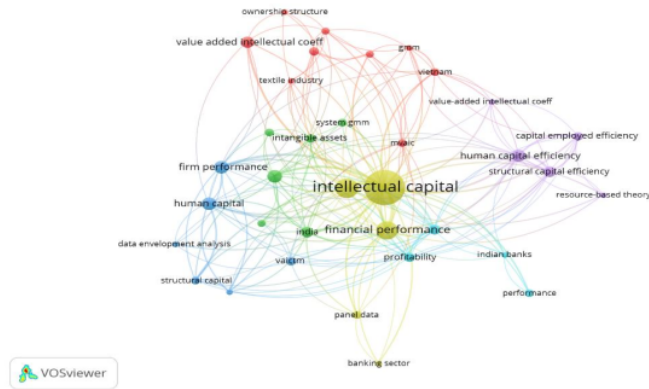 ownership structure
value added intellectual coeff
gmm
vietnam
textile industry
value added intellectual coeff
system gmm
capital employed efficiency
intangible assets
mvaic
human capital efficiency
firm performance
structural capital efficiency
intellectual capital
resource-based theory
human capital
india
financial performance
data envelopment analysis
vaictm
profitability
indian banks
structural capital
performance
panel data
banking sector
VOSviewer